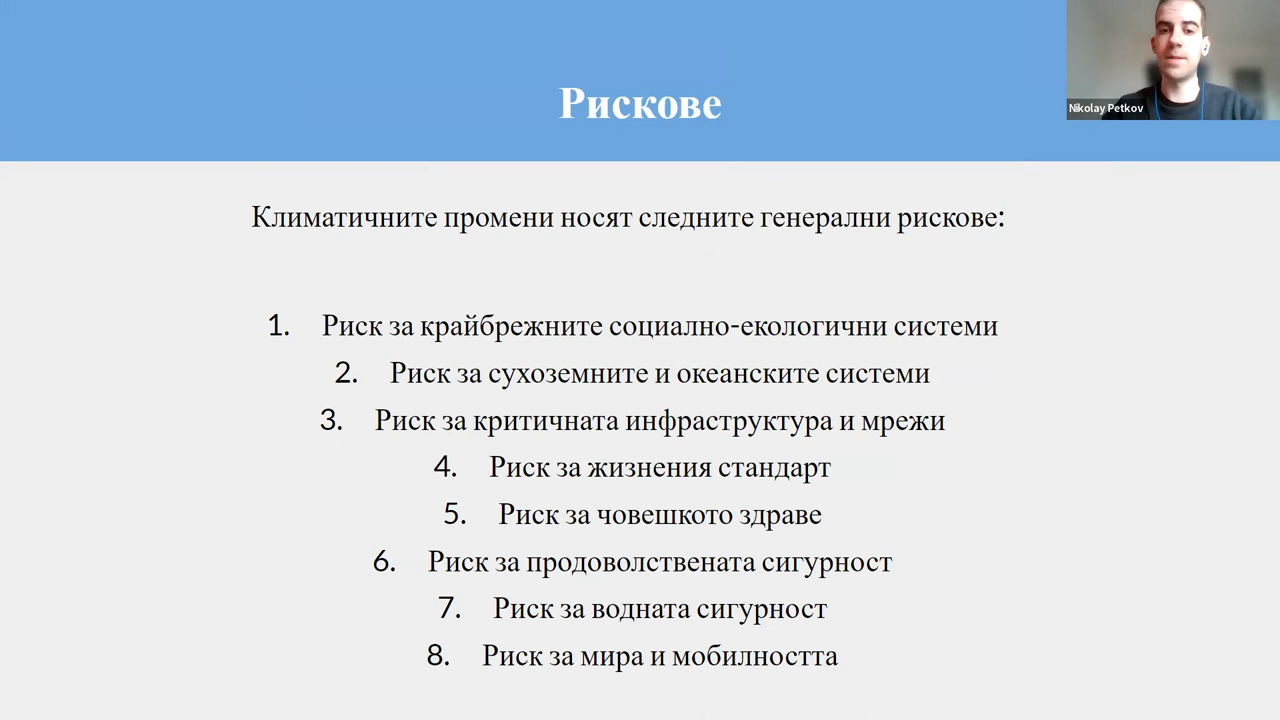 Рискове
Nikolay Petkov
Климатичните промени носят следните генерални рискове:
1. Риск за крайбрежните социално-екологични системи
2. Риск за сухоземните и океанските системи
3. Риск за критичната инфраструктура и мрежи
4. Риск за жизнения стандарт
5. Риск за човешкото здраве
6. Риск за продоволствената сигурност
7. Риск за водната сигурност
8. Риск за мира и мобилността